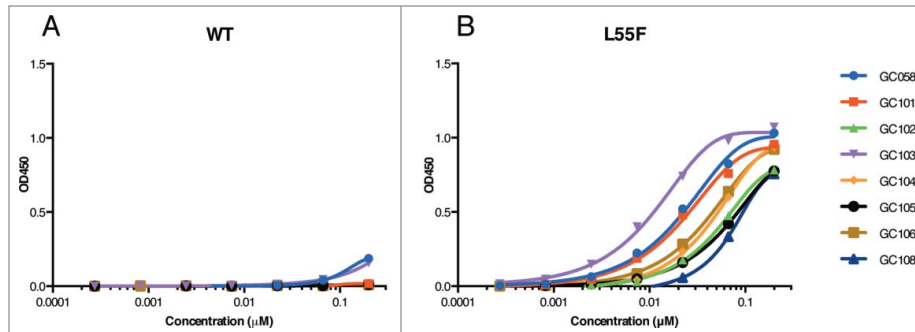 A
WT
OD450
1.5
1.0
0.5
0.0
0.0001
0.001
0.01
0.1
Concentration (µM)
B
L55F
OD450
1.5
1.0
0.5
0.0
0.0001
0.001
0.01
0.1
Concentration (µM)
GC058
GC101
GC102
GC103
GC104
GC105
GC106
GC108